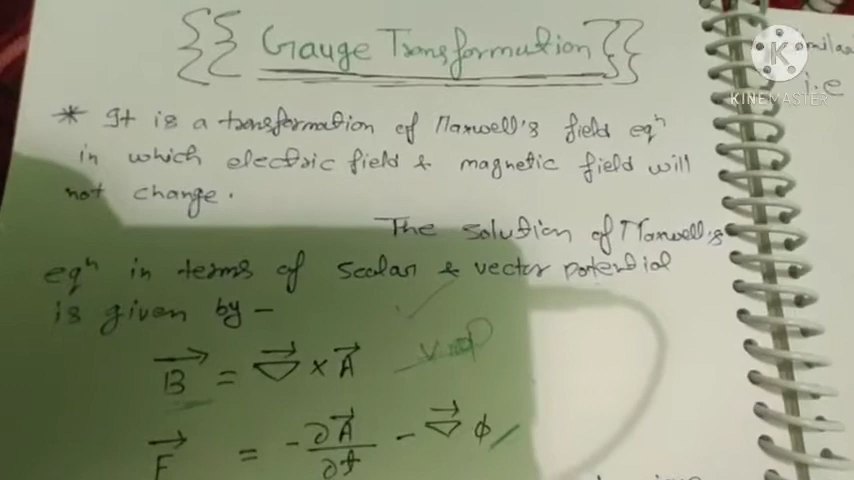 {{ Gauge Transformation }}
* It is a transformation of Maxwell's field eqⁿ
in which electric field & magnetic field will
not change.
The solution of Maxwell's
eqⁿ in terms of scalar & vector potential
is given by -
B⃗ = ∇⃗ × A⃗
E⃗ = -∂A⃗/∂t - ∇⃗ ϕ
i.e
KINEMASTER